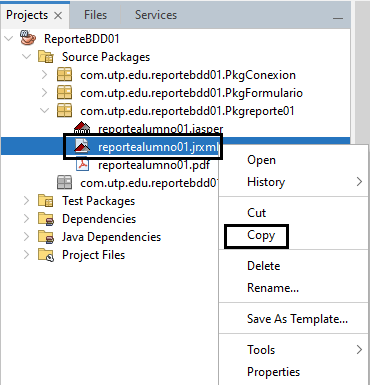 Projects × Files Services
ReporteBDD01
Source Packages
com.utp.edu.reportebdd01.PkgConexion
com.utp.edu.reportebdd01.PkgFormulario
com.utp.edu.reportebdd01.Pkgreporte01
reportealumno01.jasper
reportealumno01.jrxml
reportealumno01.pdf
com.utp.edu.reportebdd01
Test Packages
Dependencies
Java Dependencies
Project Files
Open
History
Cut
Copy
Delete
Rename...
Save As Template...
Tools
Properties